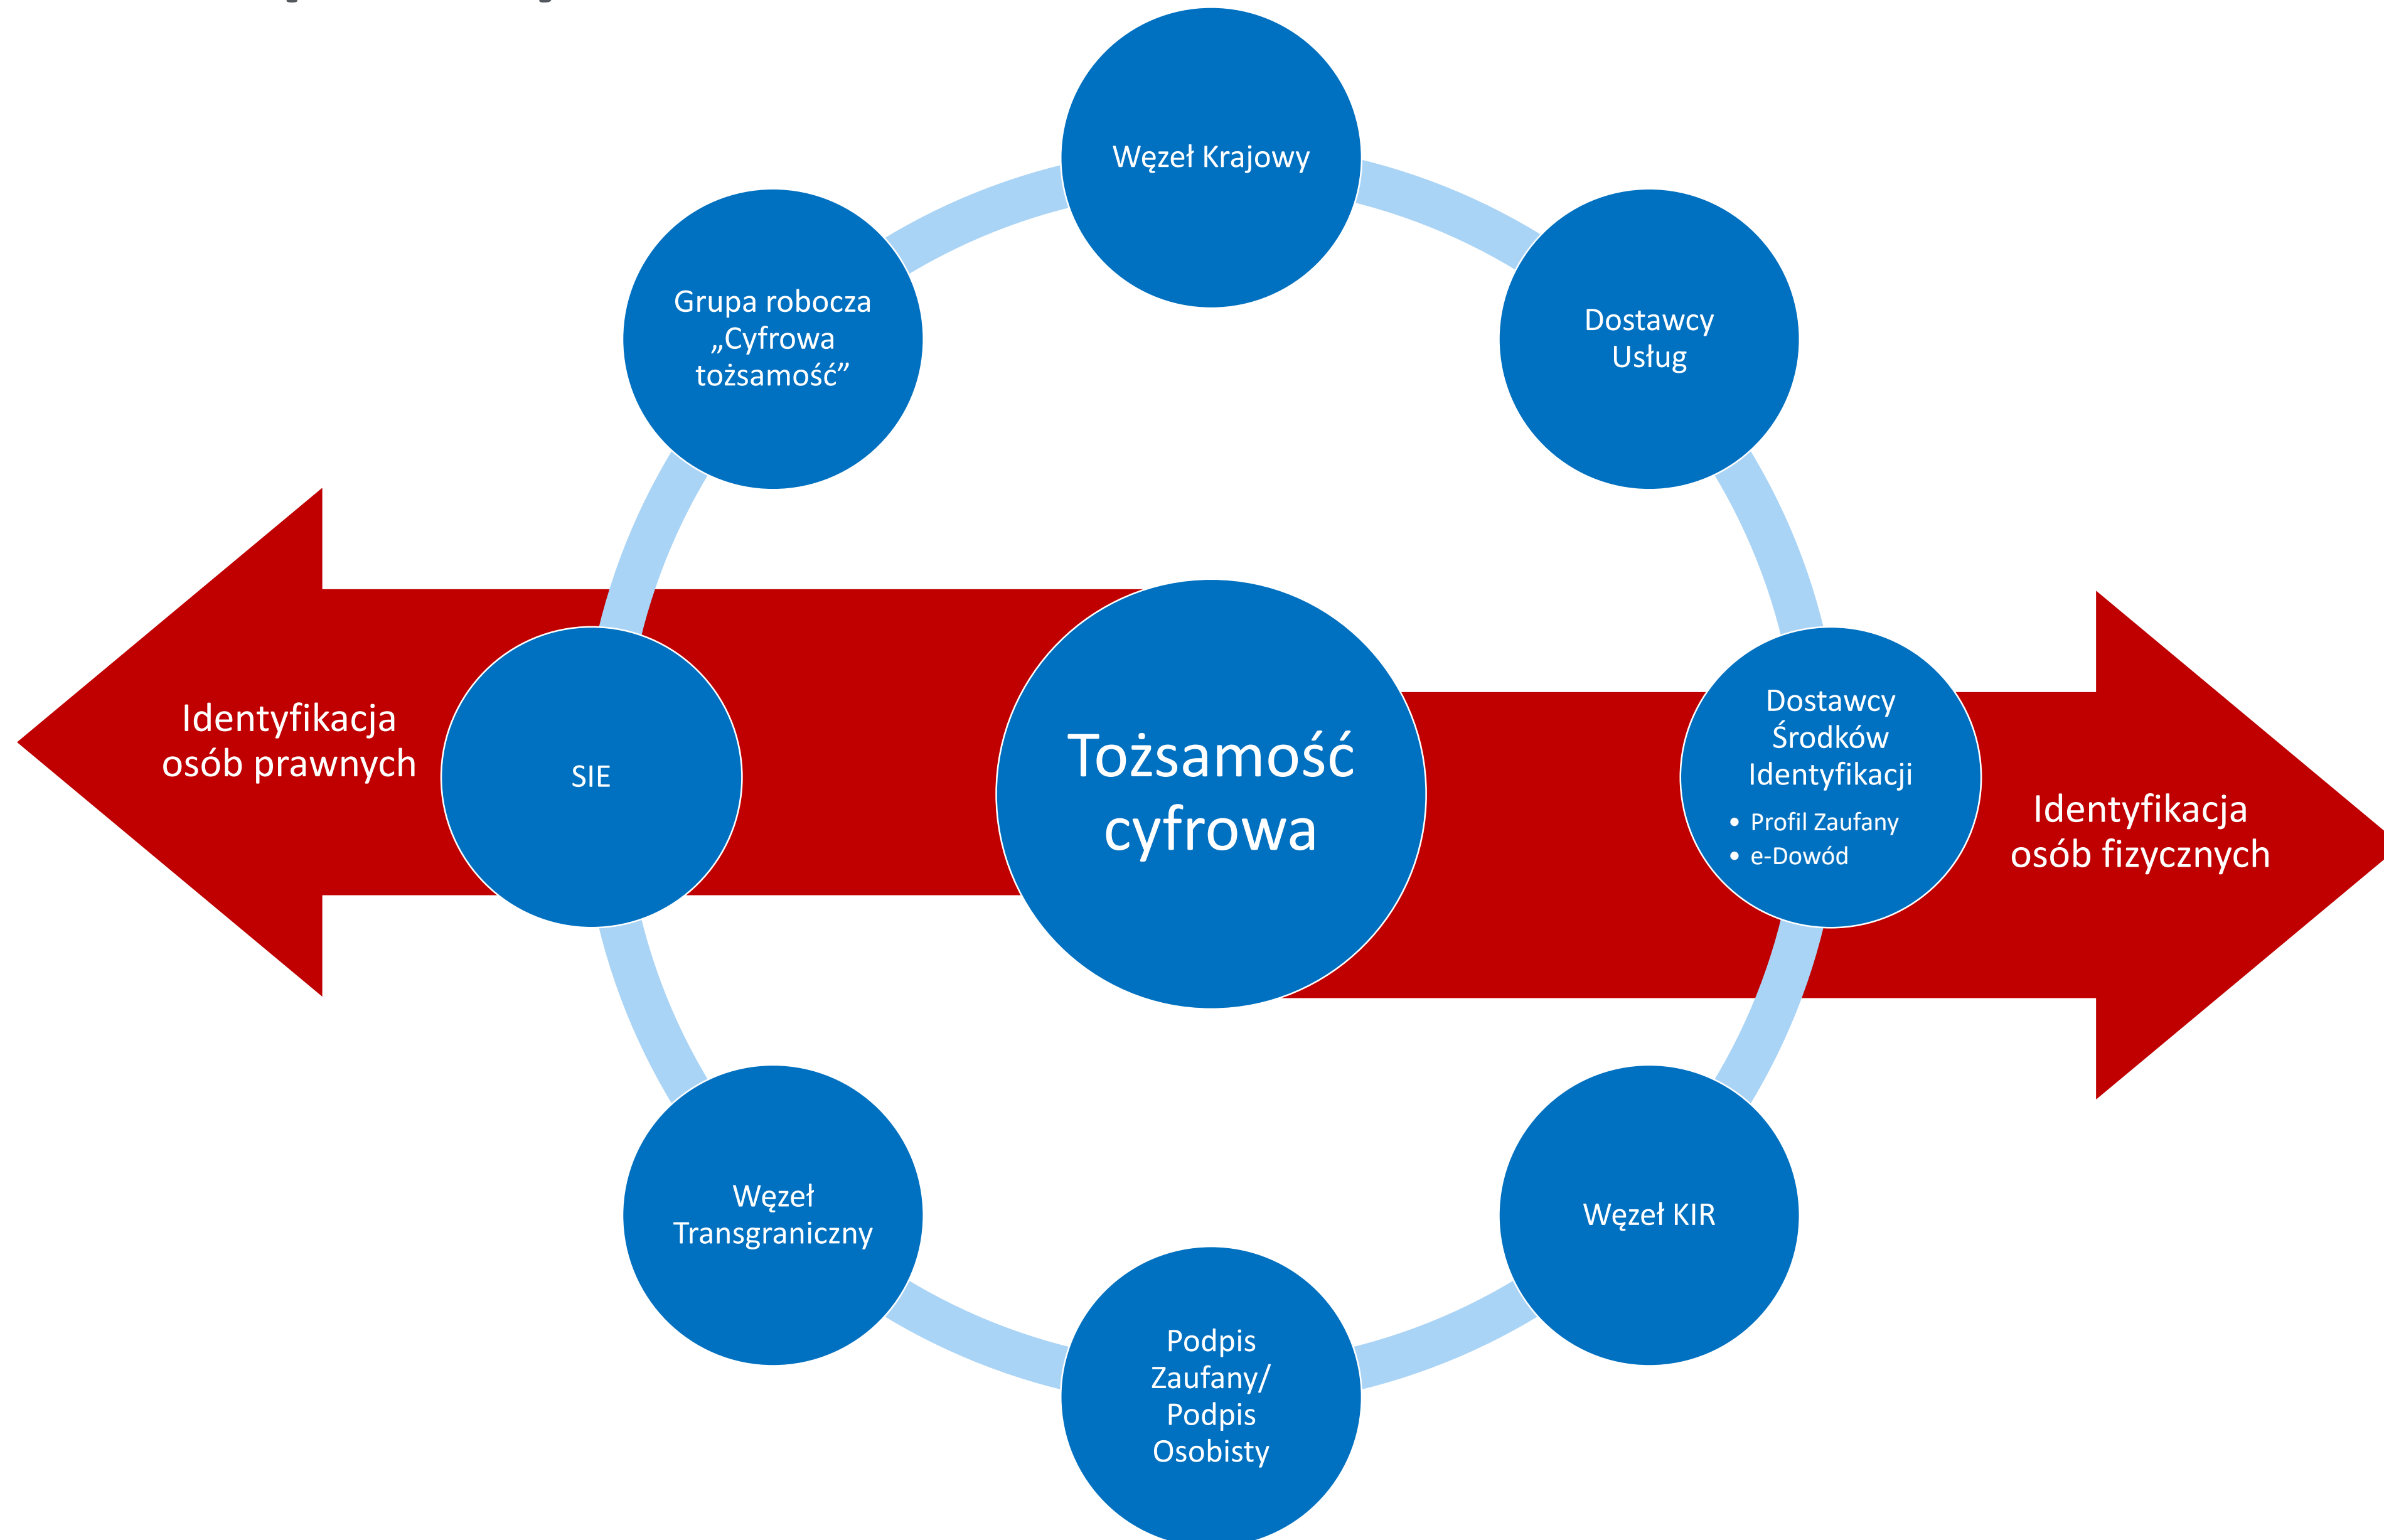 Węzeł Krajowy
Grupa robocza
„Cyfrowa
tożsamość”
Dostawcy
Usług
Identyfikacja
osób prawnych
SIE
Tożsamość
cyfrowa
Dostawcy
Środków
Identyfikacji
• Profil Zaufany
• e-Dowód
Identyfikacja
osób fizycznych
Węzeł
Transgraniczny
Węzeł KIR
Podpis
Zaufany/
Podpis
Osobisty